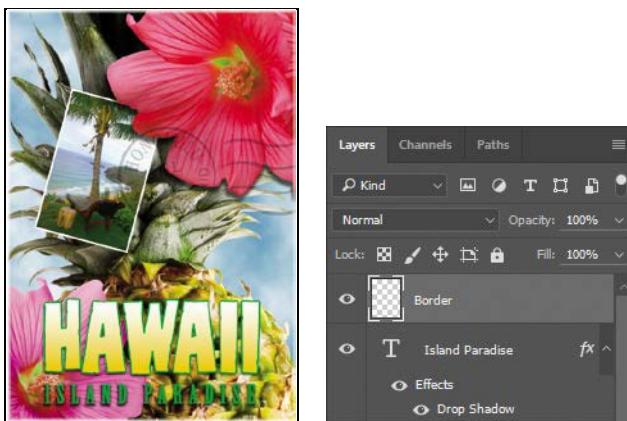 HAWAII
ISLAND PARADISE
Layers Channels Paths
Kind
Normal Opacity: 100%
Lock: Fill: 100%
Border
T Island Paradise fx
Effects
Drop Shadow